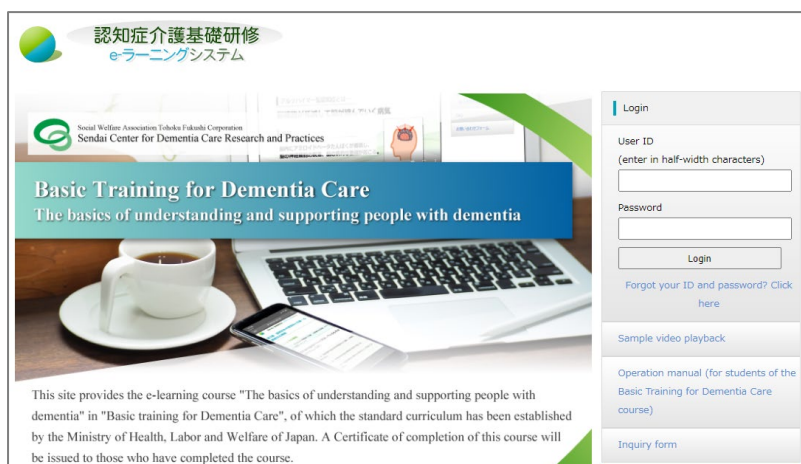 認知症介護基礎研修
e-ラーニングシステム
Social Welfare Association Tohoku Fukushi Corporation
Sendai Center for Dementia Care Research and Practices
Basic Training for Dementia Care
The basics of understanding and supporting people with dementia
This site provides the e-learning course "The basics of understanding and supporting people with
dementia" in "Basic training for Dementia Care", of which the standard curriculum has been established
by the Ministry of Health, Labor and Welfare of Japan. A Certificate of completion of this course will
be issued to those who have completed the course.
Login
User ID
(enter in half-width characters)
Password
Login
Forgot your ID and password? Click
here
Sample video playback
Operation manual (for students of the
Basic Training for Dementia Care
course)
Inquiry form